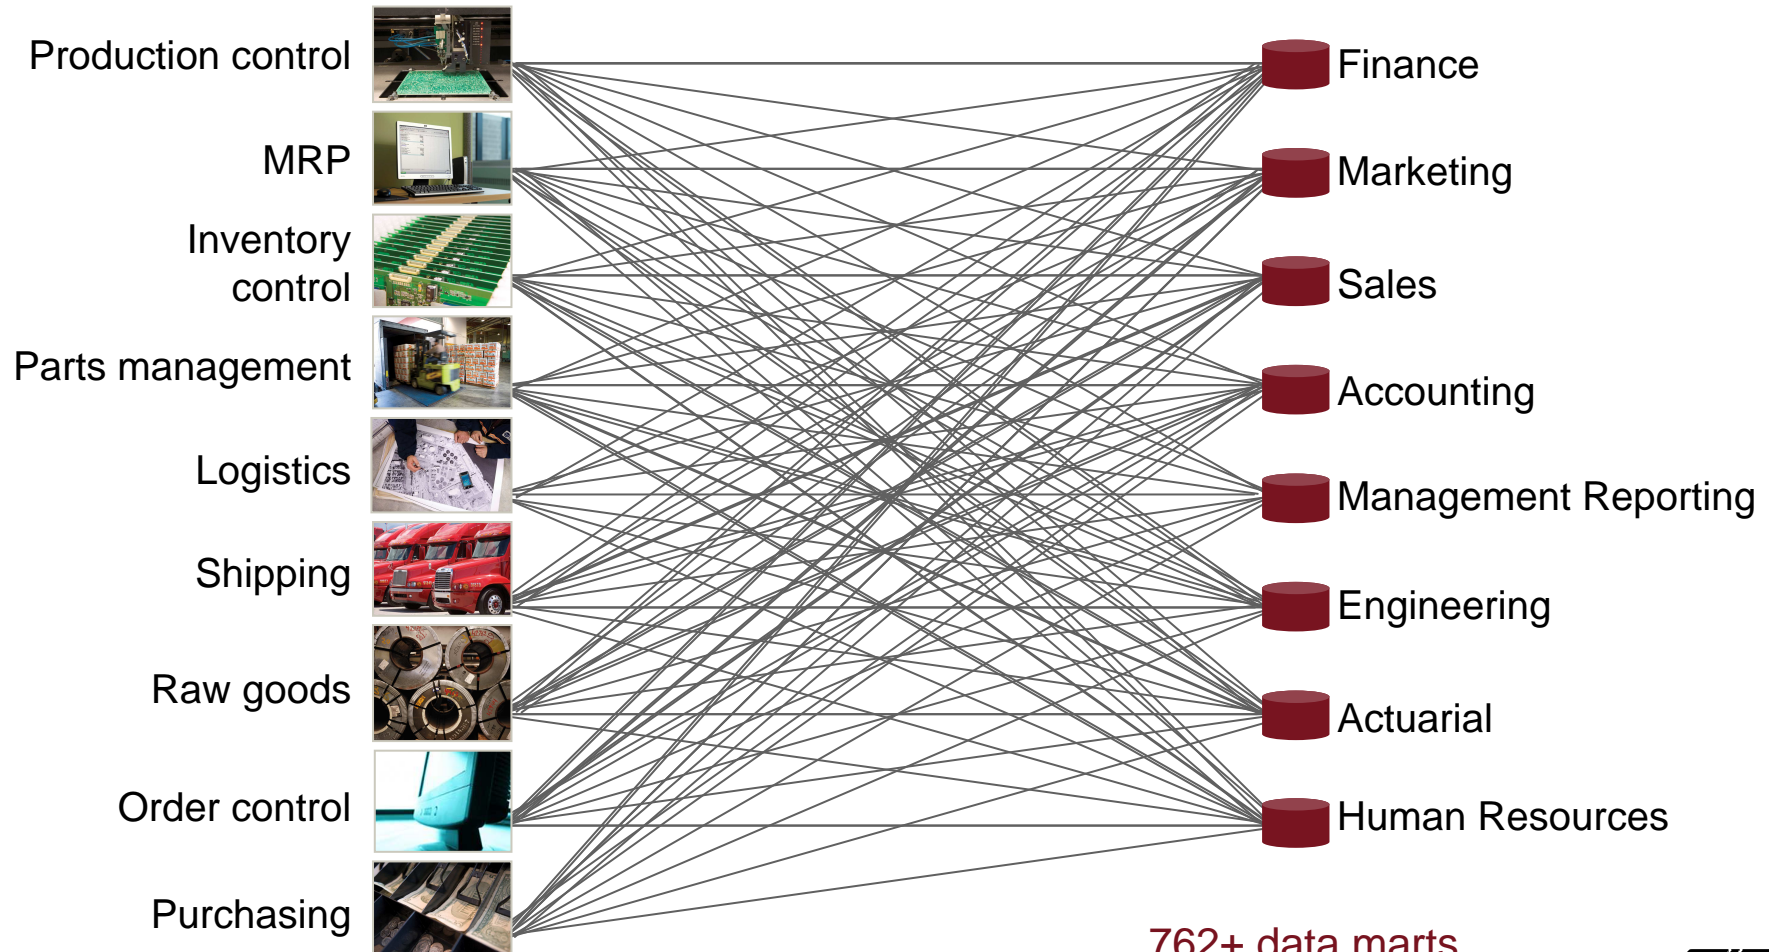 Production control
MRP
Inventory
control
Parts management
Logistics
Shipping
Raw goods
Order control
Purchasing
Finance
Marketing
Sales
Accounting
Management Reporting
Engineering
Actuarial
Human Resources
762+ data marts